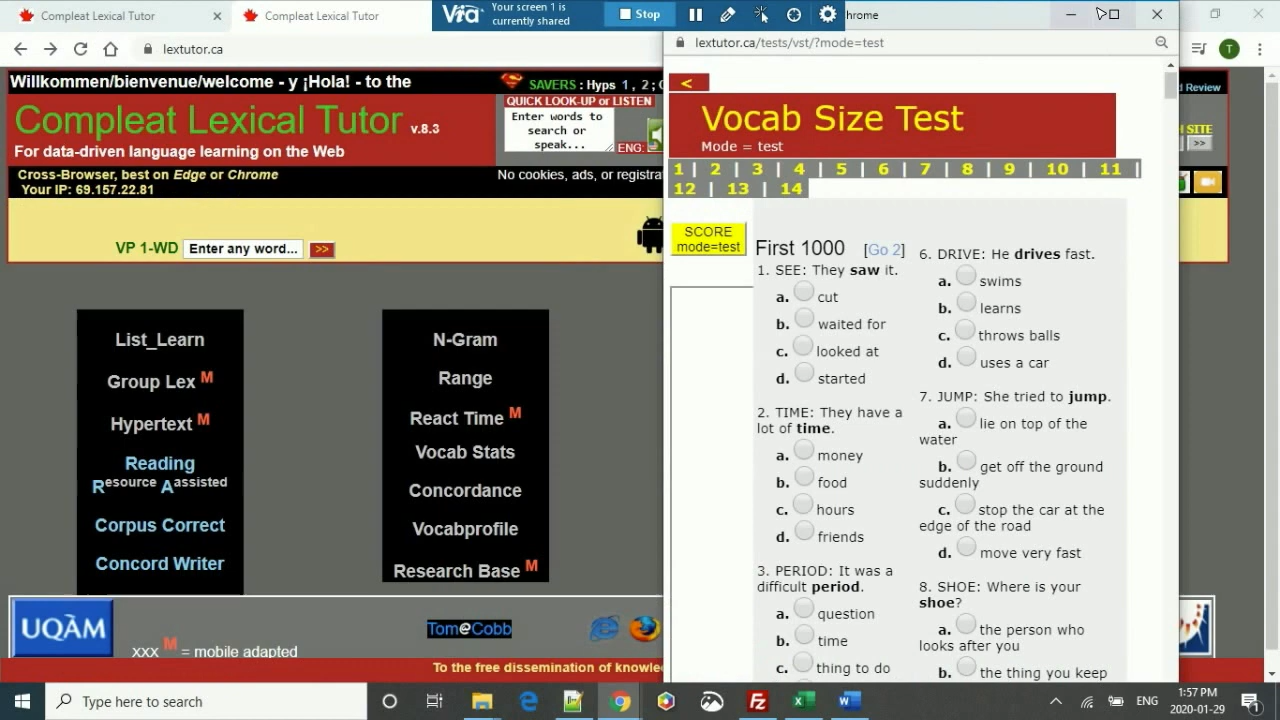 Compleat Lexical Tutor
Compleat Lexical Tutor
Via
Your screen 1 is
currently shared
Stop
hrome
lextutor.ca
T
lextutor.ca/tests/vst/?mode=test
Willkommen/bienvenue/welcome - y ¡Hola! - to the
SAVERS : Hyps 1 , 2;
d Review
Compleat Lexical Tutor v.8.3
For data-driven language learning on the Web
QUICK LOOK-UP or LISTEN
Enter words to
search or
speak...
ENG:
SITE
>>
Cross-Browser, best on Edge or Chrome
Your IP: 69.157.22.81
No cookies, ads, or registra
VP 1-WD
Enter any word...
>>
List_Learn
Group Lex M
Hypertext M
Reading
Resource Assisted
Corpus Correct
Concord Writer
N-Gram
Range
React Time M
Vocab Stats
Concordance
Vocabprofile
Research Base M
UQÀM
xxx M = mobile adapted
Tom@Cobb
To the free dissemination of knowle
<
Vocab Size Test
Mode = test
1 | 2 | 3 | 4 | 5 | 6 | 7 | 8 | 9 | 10 | 11 |
12 | 13 | 14
SCORE
mode=test
First 1000 [Go 2]
1. SEE: They saw it.
a. cut
b. waited for
c. looked at
d. started
2. TIME: They have a
lot of time.
a. money
b. food
c. hours
d. friends
3. PERIOD: It was a
difficult period.
a. question
b. time
c. thing to do
6. DRIVE: He drives fast.
a. swims
b. learns
c. throws balls
d. uses a car
7. JUMP: She tried to jump.
a. lie on top of the
water
b. get off the ground
suddenly
c. stop the car at the
edge of the road
d. move very fast
8. SHOE: Where is your
shoe?
a. the person who
looks after you
b. the thing you keep
Type here to search
ENG
1:57 PM
2020-01-29
1